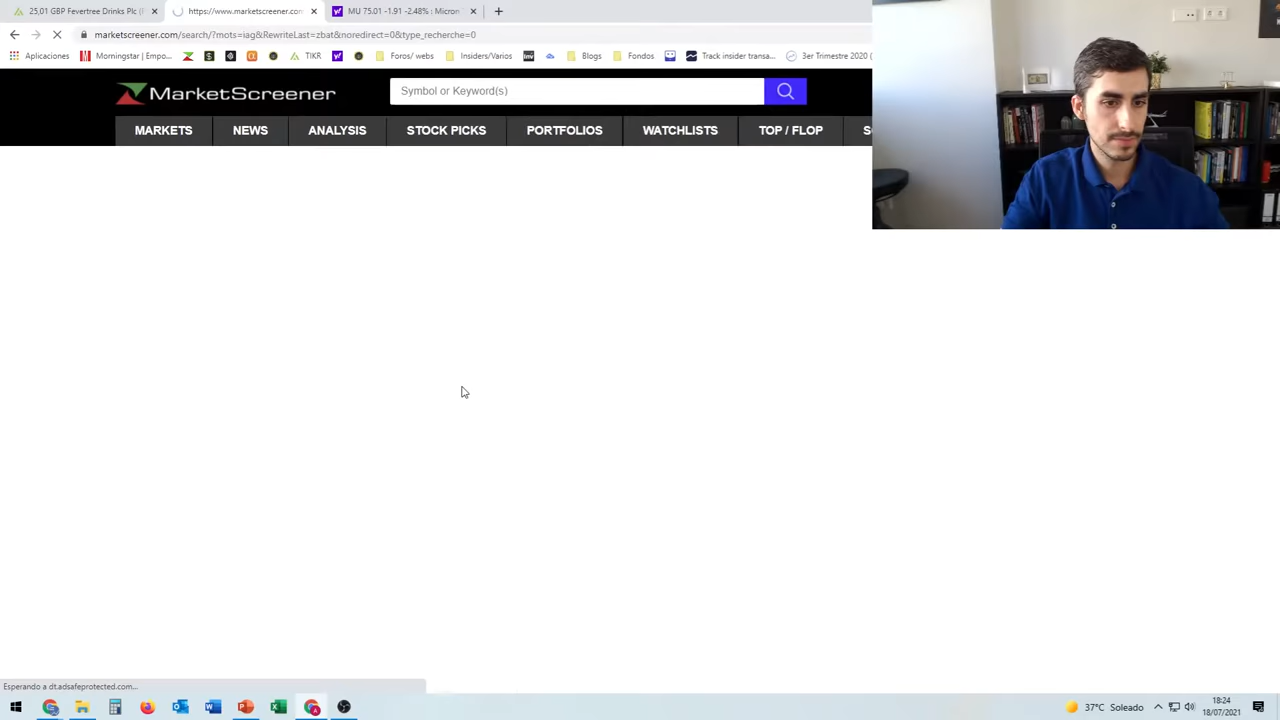 25,01 GBP Fevertree Drinks Plc (
https://www.marketscreener.com
MU 75.01 -1.91 -2.48% : Micron
marketscreener.com/search/?mots=iag&RewriteLast=zbat&noredirect=0&type_recherche=0
Aplicaciones
Morningstar | Empo...
TIKR
Foros/ webs
Insiders/Varios
tmv
Blogs
Fondos
Track insider transa...
3er Trimestre 2020 (
MarketScreener
Symbol or Keyword(s)
MARKETS
NEWS
ANALYSIS
STOCK PICKS
PORTFOLIOS
WATCHLISTS
TOP / FLOP
S
Esperando a dt.adsafeprotected.com...
37°C Soleado
18:24
18/07/2021